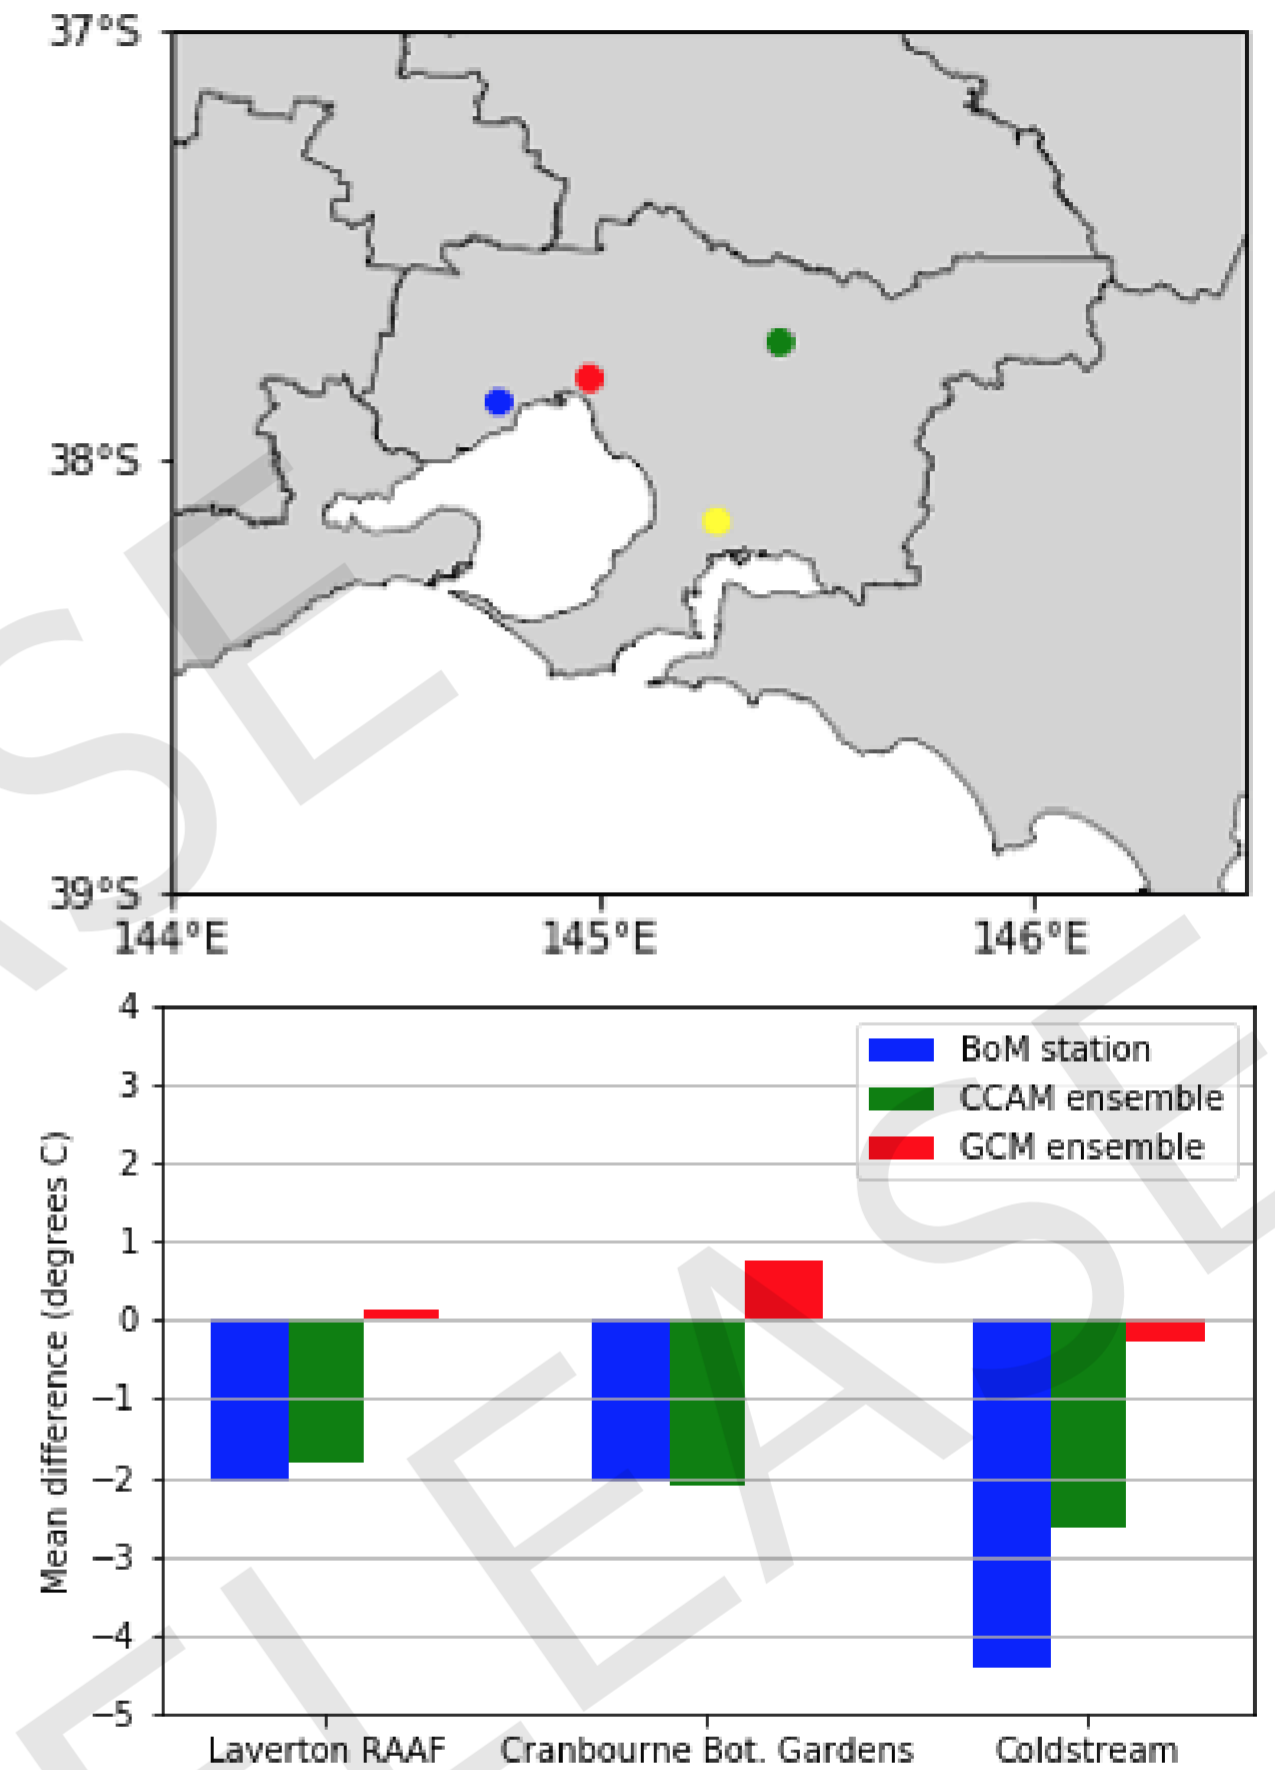 37°S
38°S
39°S
144°E 145°E 146°E
4
3
2
1
0
−1
−2
−3
−4
−5
Mean difference (degrees C)
BoM station
CCAM ensemble
GCM ensemble
Laverton RAAF Cranbourne Bot. Gardens Coldstream